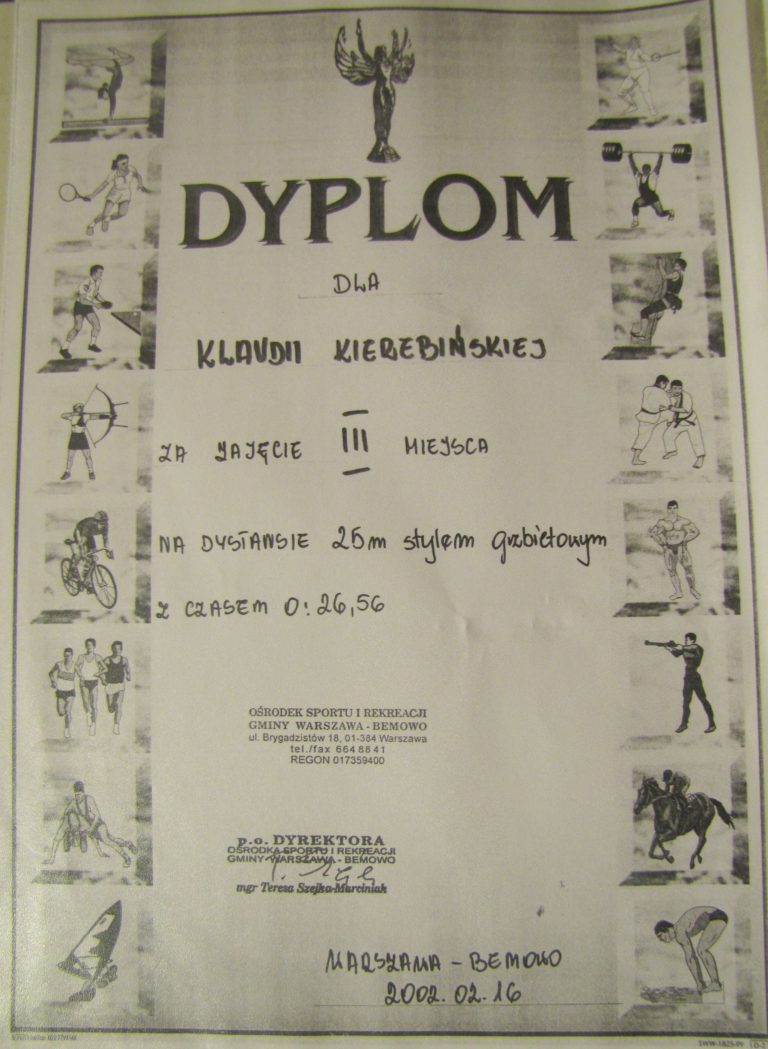 DYPLOM
DLA
KLAUDII KIEREBIŃSKIEJ
ZA ZAJĘCIE III MIEJSCA
NA DYSTANSIE 25m stylem grzbietowym
Z CZASEM 0:26,56
OŚRODEK SPORTU I REKREACJI
GMINY WARSZAWA - BEMOWO
ul. Brygadzistów 18, 01-384 Warszawa
tel./fax 664 88 41
REGON 017359400
p.o. DYREKTORA
OŚRODKA SPORTU I REKREACJI
GMINY WARSZAWA - BEMOWO
mgr Teresa Szejka-Marciniak
WARSZAWA - BEMOWO
2002.02.16